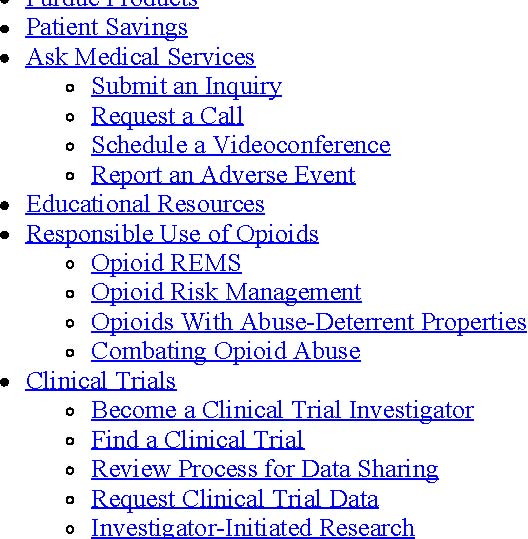 Purdue Products
Patient Savings
Ask Medical Services
Submit an Inquiry
Request a Call
Schedule a Videoconference
Report an Adverse Event
Educational Resources
Responsible Use of Opioids
Opioid REMS
Opioid Risk Management
Opioids With Abuse-Deterrent Properties
Combating Opioid Abuse
Clinical Trials
Become a Clinical Trial Investigator
Find a Clinical Trial
Review Process for Data Sharing
Request Clinical Trial Data
Investigator-Initiated Research